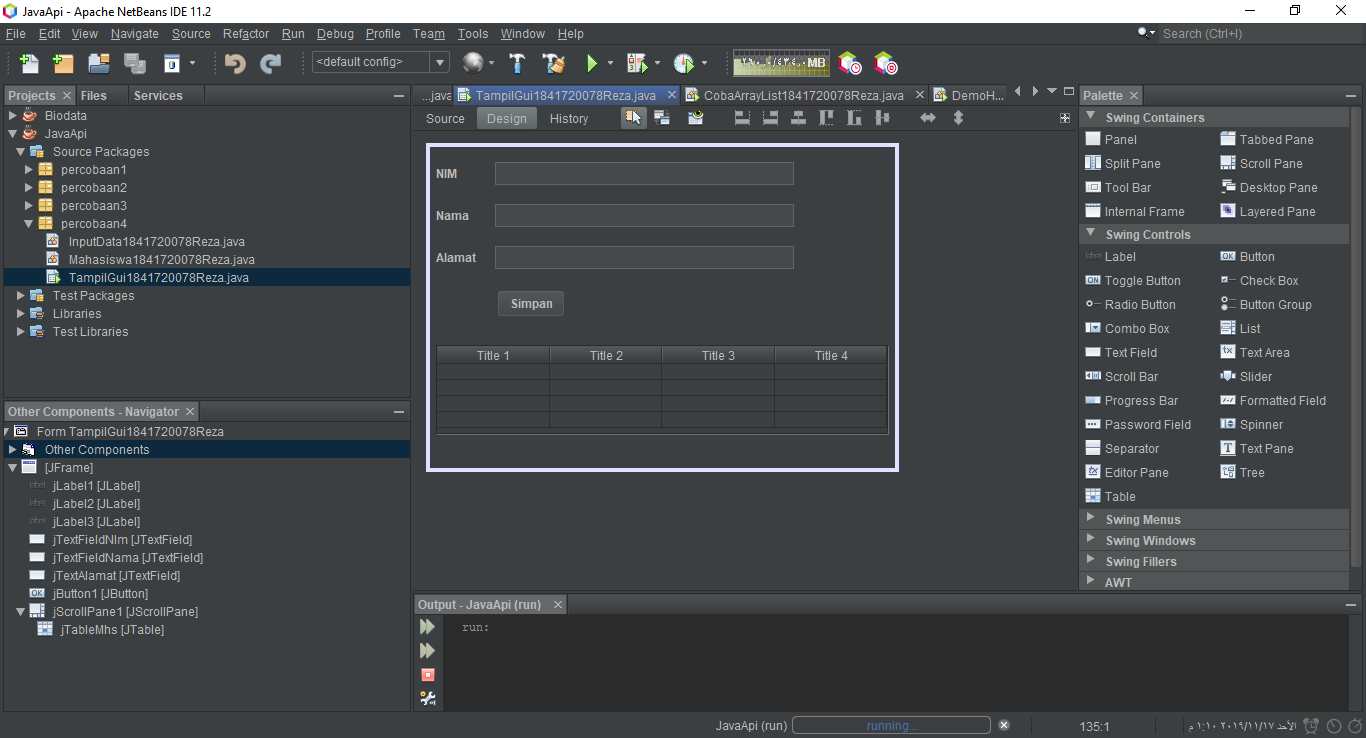 JavaApi - Apache NetBeans IDE 11.2
File Edit View Navigate Source Refactor Run Debug Profile Team Tools Window Help
Search (Ctrl+I)
<default config>
Projects Files Services
Biodata
JavaApi
Source Packages
percobaan1
percobaan2
percobaan3
percobaan4
InputData1841720078Reza.java
Mahasiswa1841720078Reza.java
TampilGui1841720078Reza.java
Test Packages
Libraries
Test Libraries
Other Components - Navigator
Form TampilGui1841720078Reza
Other Components
[JFrame]
jLabel1 [JLabel]
jLabel2 [JLabel]
jLabel3 [JLabel]
jTextFieldNIm [JTextField]
jTextFieldNama [JTextField]
jTextAlamat [JTextField]
jButton1 [JButton]
jScrollPane1 [JScrollPane]
jTableMhs [JTable]
...java TampilGui1841720078Reza.java CobaArrayList1841720078Reza.java DemoH...
Source Design History
NIM
Nama
Alamat
Simpan
Title 1 Title 2 Title 3 Title 4
Output - JavaApi (run)
run:
Palette
Swing Containers
Panel Tabbed Pane
Split Pane Scroll Pane
Tool Bar Desktop Pane
Internal Frame Layered Pane
Swing Controls
Label Button
Toggle Button Check Box
Radio Button Button Group
Combo Box List
Text Field Text Area
Scroll Bar Slider
Progress Bar Formatted Field
Password Field Spinner
Separator Text Pane
Editor Pane Tree
Table
Swing Menus
Swing Windows
Swing Fillers
AWT
JavaApi (run) running... 135:1 الأحد ٢٠١٩/١١/١٧ ١:١٠ م